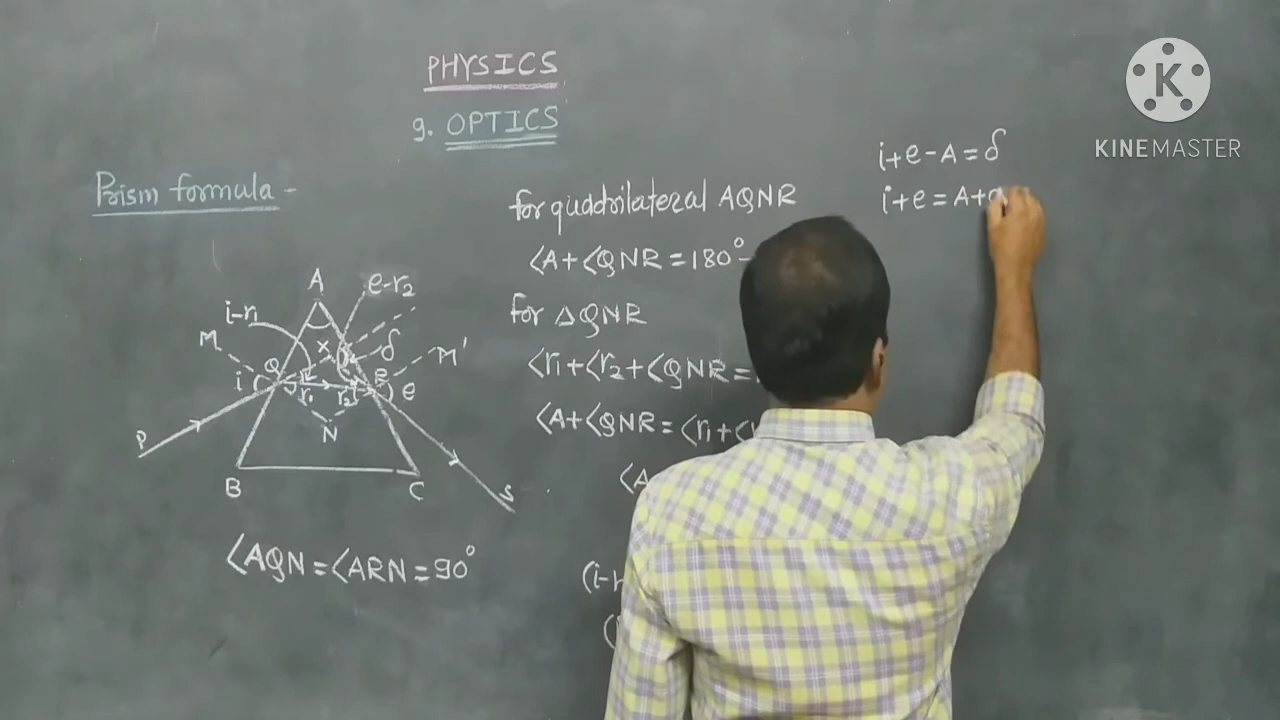 PHYSICS
9. OPTICS
Prism formula -
for quadrilateral AQNR
<A+<QNR=180°-
for △QNR
<r₁+<r₂+<QNR=
<A+<QNR=<r₁+<
<A
(i-r
(
i+e-A=δ
i+e=A+
A
e-r₂
i-r₁
M
X
δ
M'
Q
R
i
r₁
r₂
e
P
N
B
C
S
<AQN=<ARN=90°
K
KINEMASTER